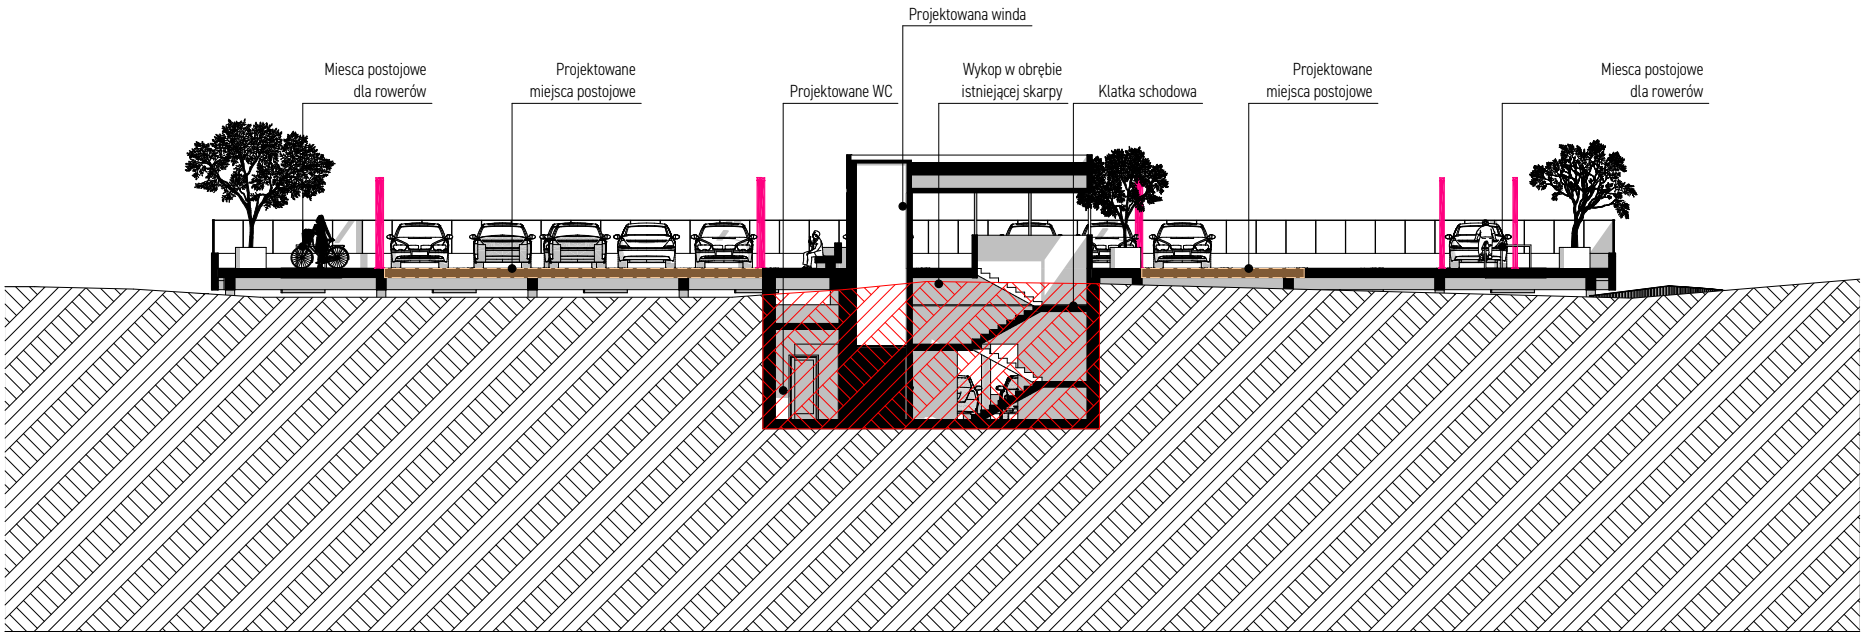 Projektowana winda
Miesca postojowe
dla rowerów
Projektowane
miejsca postojowe
Projektowane WC
Wykop w obrębie
istniejącej skarpy
Klatka schodowa
Projektowane
miejsca postojowe
Miesca postojowe
dla rowerów